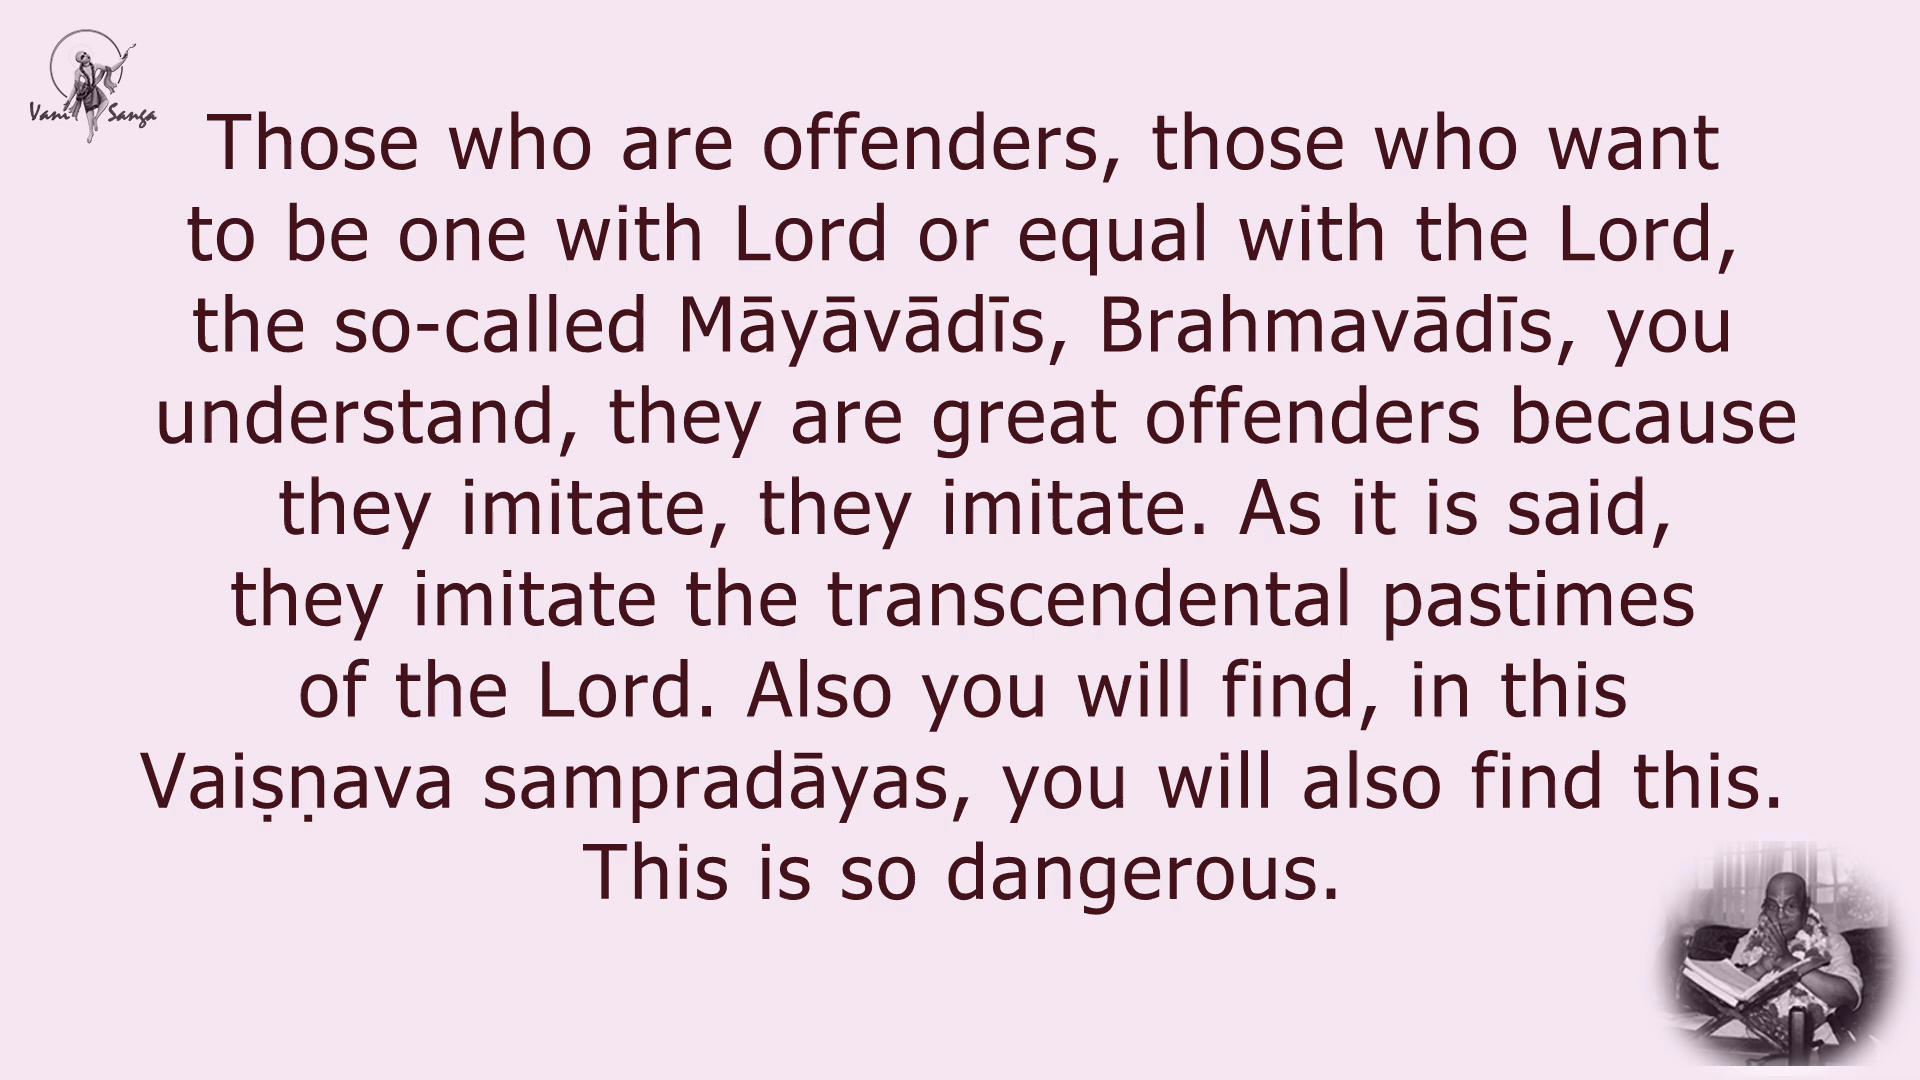 Vani Sanga
Those who are offenders, those who want
to be one with Lord or equal with the Lord,
the so-called Māyāvādīs, Brahmavādīs, you
understand, they are great offenders because
they imitate, they imitate. As it is said,
they imitate the transcendental pastimes
of the Lord. Also you will find, in this
Vaiṣṇava sampradāyas, you will also find this.
This is so dangerous.